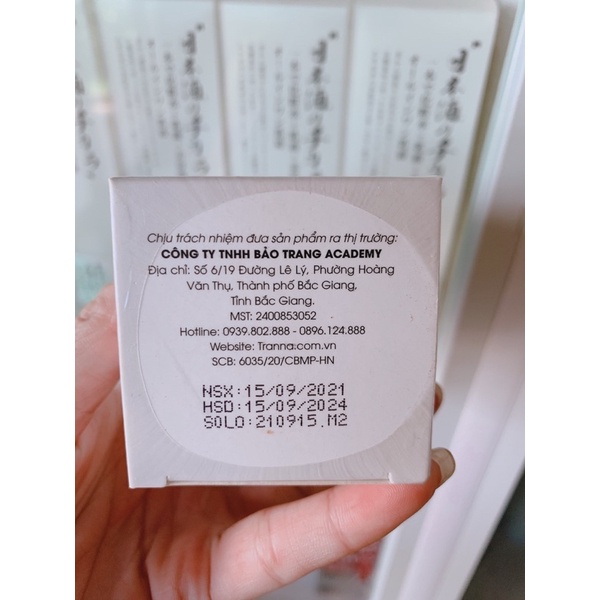 Chịu trách nhiệm đưa sản phẩm ra thị trường:
CÔNG TY TNHH BẢO TRANG ACADEMY
Địa chỉ: Số 6/19 Đường Lê Lý, Phường Hoàng
Văn Thụ, Thành phố Bắc Giang,
Tỉnh Bắc Giang.
MST: 2400853052
Hotline: 0939.802.888 - 0896.124.888
Website: Tranna.com.vn
SCB: 6035/20/CBMP-HN
NSX:15/09/2021
HSD:15/09/2024
SOLO:210915.M2